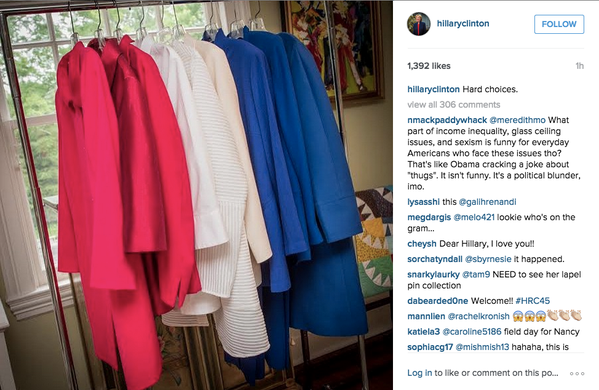 hillaryclinton
FOLLOW
1,392 likes
1h
hillaryclinton Hard choices.
view all 306 comments
nmackpaddywhack @meredithmo What
part of income inequality, glass ceiling
issues, and sexism is funny for everyday
Americans who face these issues tho?
That's like Obama cracking a joke about
"thugs". It isn't funny. It's a political blunder,
imo.
lysasshi this @galihrenandi
megdargis @melo421 lookie who's on the
gram...
cheysh Dear Hillary, I love you!!
sorchatyndall @sbyrnesie it happened.
snarkylaurky @tam9 NEED to see her lapel
pin collection
dabearded0ne Welcome!! #HRC45
mannlien @rachelkronish 😱😱😱👏🏻👏🏻👏🏻
katiela3 @caroline5186 field day for Nancy
sophiacg17 @mishmish13 hahaha, this is
Log in to like or comment on this po...